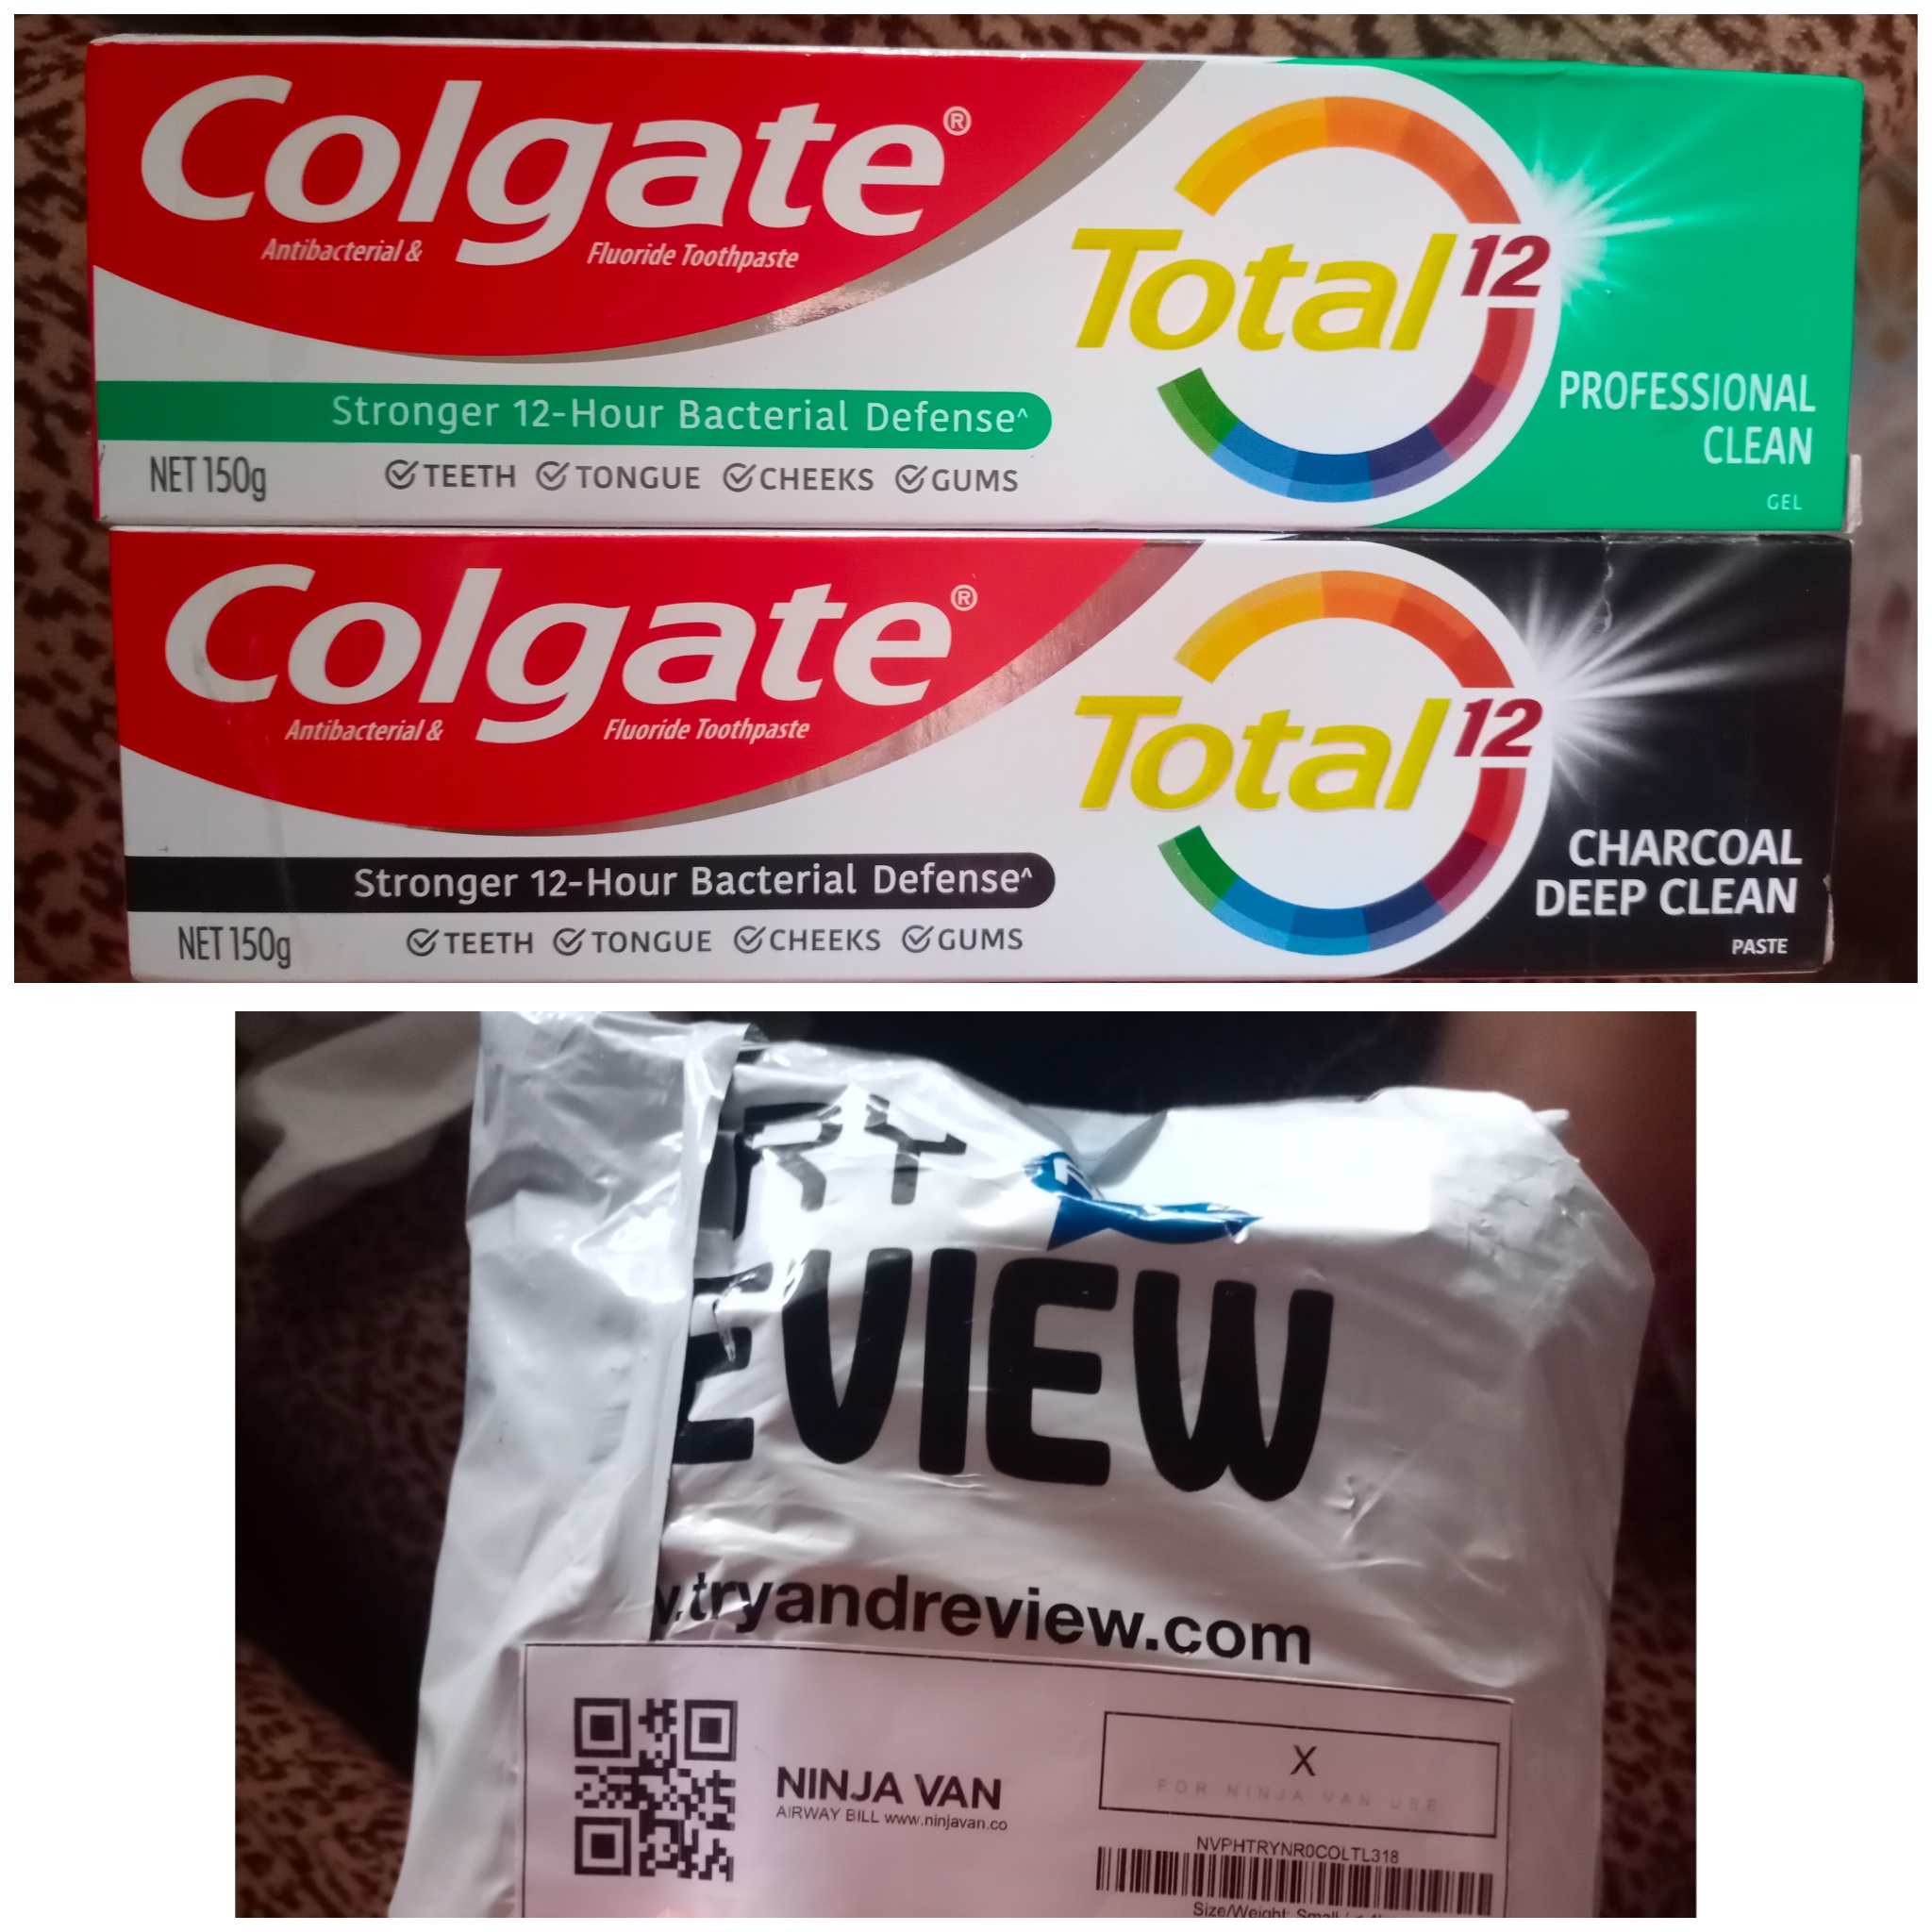 Colgate®
Antibacterial & Fluoride Toothpaste
Total 12
Stronger 12-Hour Bacterial Defense^
PROFESSIONAL
CLEAN
GEL
NET 150g
TEETH TONGUE CHEEKS GUMS
Colgate®
Antibacterial & Fluoride Toothpaste
Total 12
Stronger 12-Hour Bacterial Defense^
CHARCOAL
DEEP CLEAN
PASTE
NET 150g
TEETH TONGUE CHEEKS GUMS
RY
EVIEW
.tryandreview.com
NINJA VAN
AIRWAY BILL www.ninjavan.co
X
FOR NINJA VAN USE
NVPHTRYNR0COLTL318
Size/Weight: Small